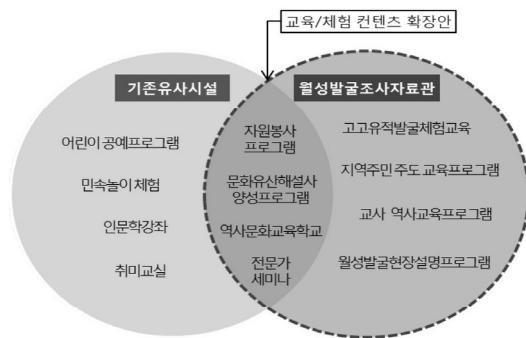 교육/체험 컨텐츠 확장안
기존유사시설
월성발굴조사자료관
어린이 공예프로그램
민속놀이 체험
인문학강좌
취미교실
자원봉사
프로그램
문화유산해설사
양성프로그램
역사문화교육학교
전문가
세미나
고고유적발굴체험교육
지역주민 주도 교육프로그램
교사 역사교육프로그램
월성발굴현장설명프로그램